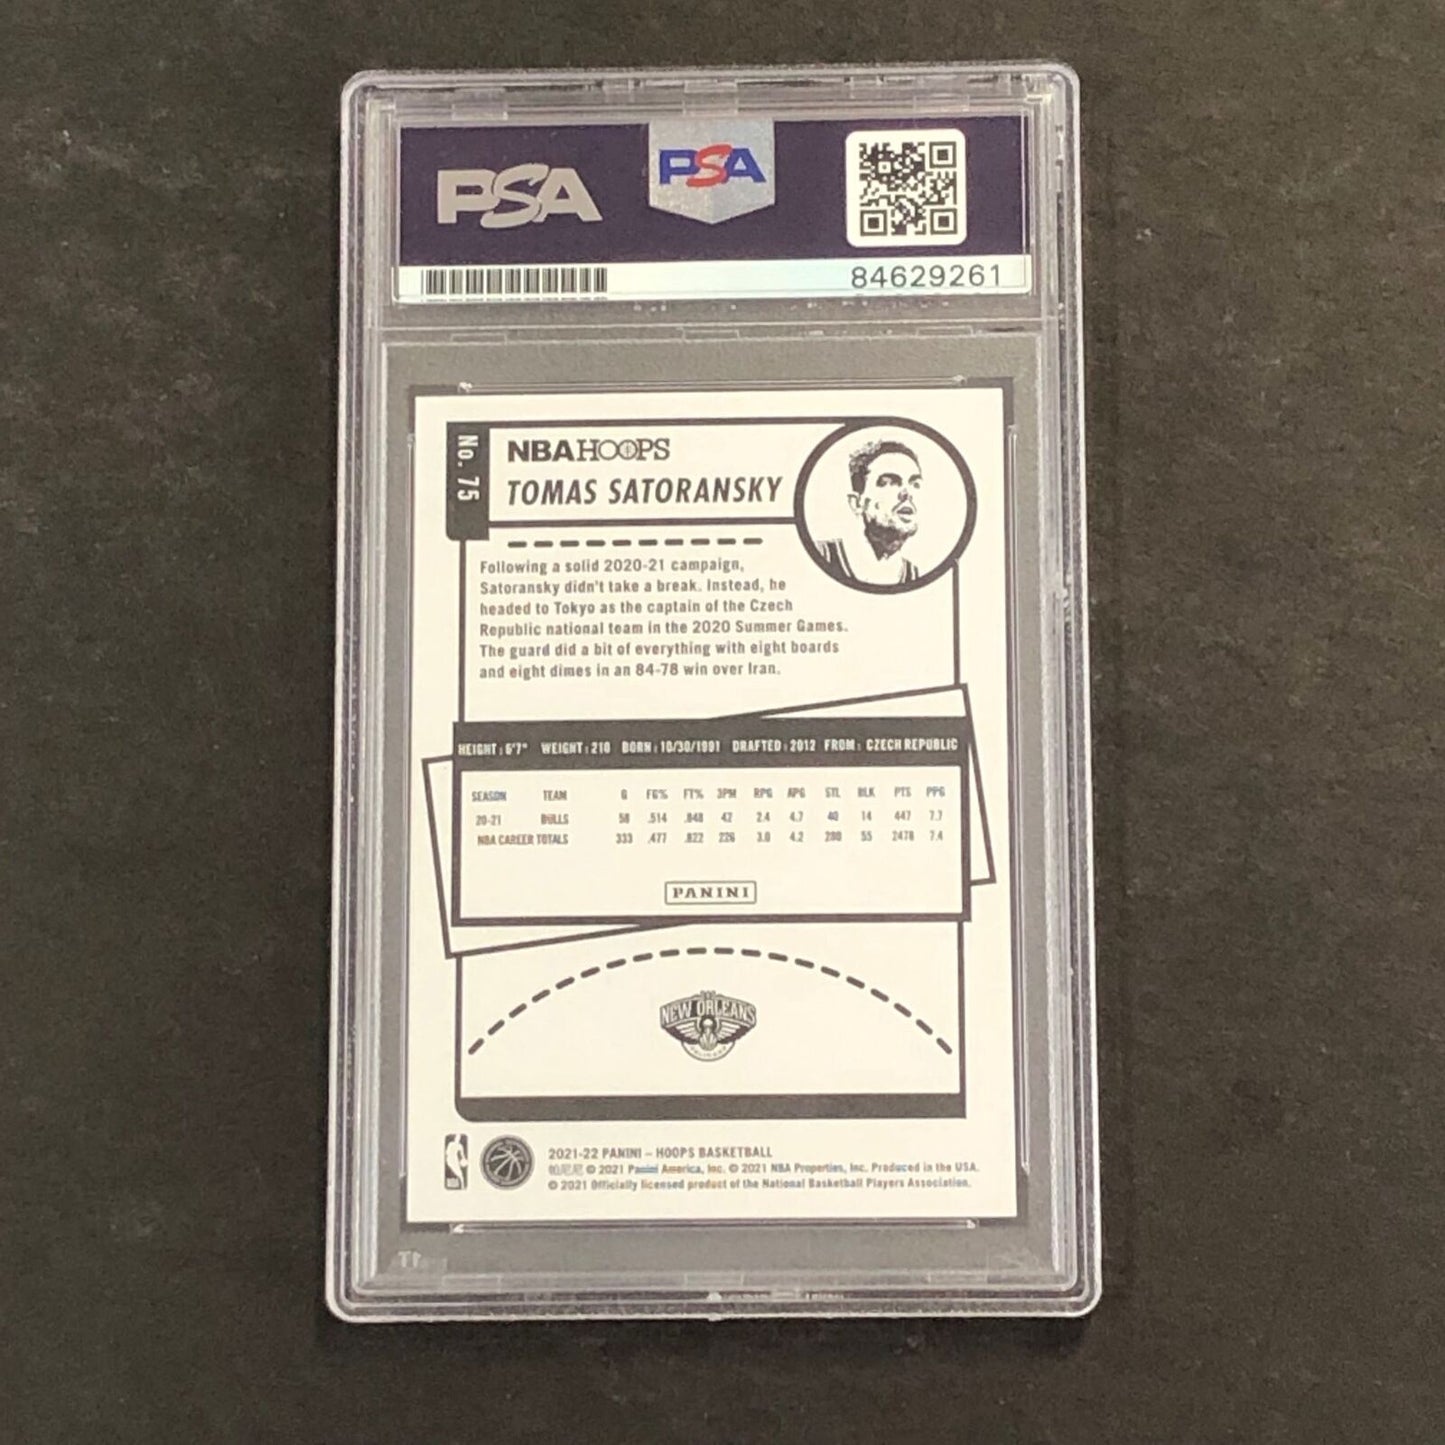 PSA
PSA
84629261
No. 75
NBA HOOPS
TOMAS SATORANSKY
Following a solid 2020-21 campaign,
Satoransky didn't take a break. Instead, he
headed to Tokyo as the captain of the Czech
Republic national team in the 2020 Summer Games.
The guard did a bit of everything with eight boards
and eight dimes in an 84-78 win over Iran.
HEIGHT: 6'7" WEIGHT: 210 BORN: 10/30/1991 DRAFTED: 2012 FROM: CZECH REPUBLIC
SEASON TEAM G FG% FT% 3PM RPG APG STL BLK PTS PPG
20-21 BULLS 58 .514 .848 42 2.4 4.7 40 14 447 7.7
NBA CAREER TOTALS 333 .477 .822 226 3.0 4.2 280 55 2478 7.4
PANINI
NEW ORLEANS
2021-22 PANINI – HOOPS BASKETBALL
帕尼尼 © 2021 Panini America, Inc. © 2021 NBA Properties, Inc. Produced in the USA.
© 2021 Officially licensed product of the National Basketball Players Association.